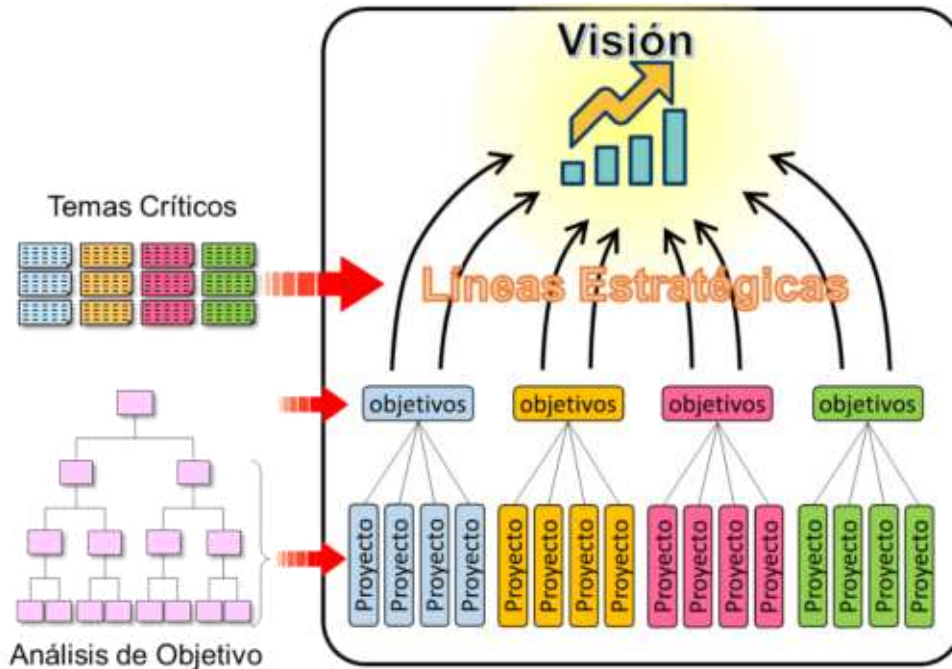 Visión
Temas Críticos
Líneas Estratégicas
objetivos objetivos objetivos objetivos
Proyecto Proyecto Proyecto Proyecto Proyecto Proyecto Proyecto Proyecto Proyecto Proyecto Proyecto Proyecto Proyecto Proyecto Proyecto Proyecto
Análisis de Objetivo